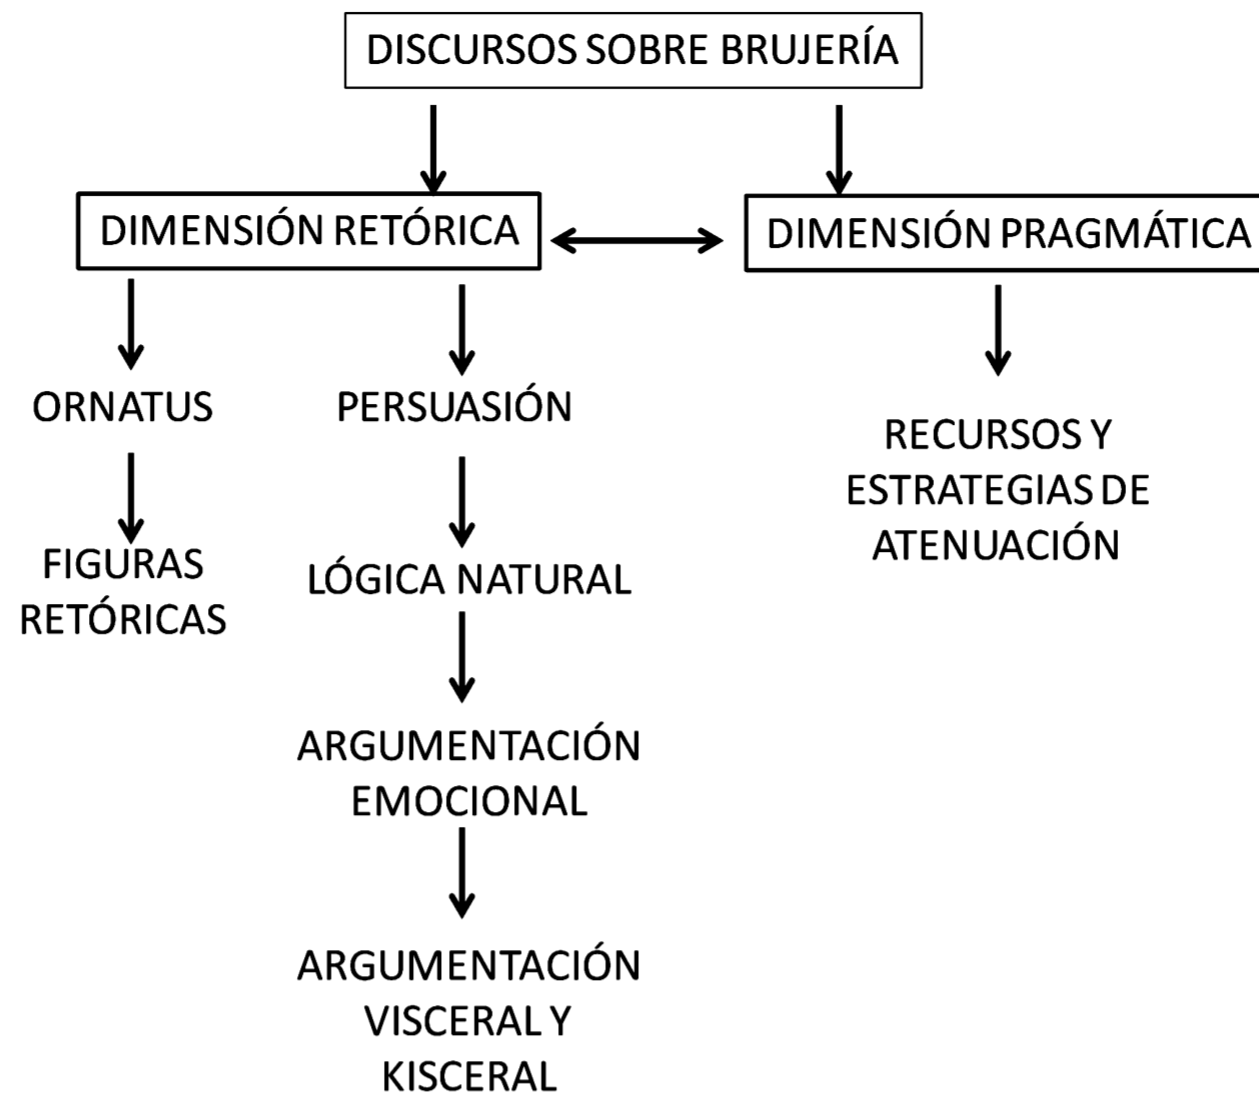 DISCURSOS SOBRE BRUJERÍA
DIMENSIÓN RETÓRICA
DIMENSIÓN PRAGMÁTICA
ORNATUS
PERSUASIÓN
RECURSOS Y
ESTRATEGIAS DE
ATENUACIÓN
FIGURAS
RETÓRICAS
LÓGICA NATURAL
ARGUMENTACIÓN
EMOCIONAL
ARGUMENTACIÓN
VISCERAL Y
KISCERAL